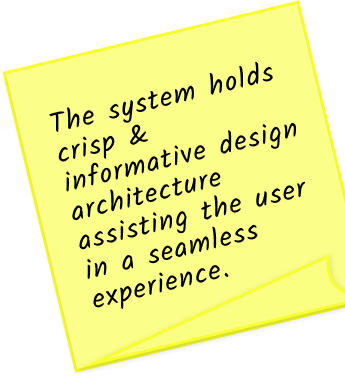 The system holds
crisp &
informative design
architecture
assisting the user
in a seamless
experience.